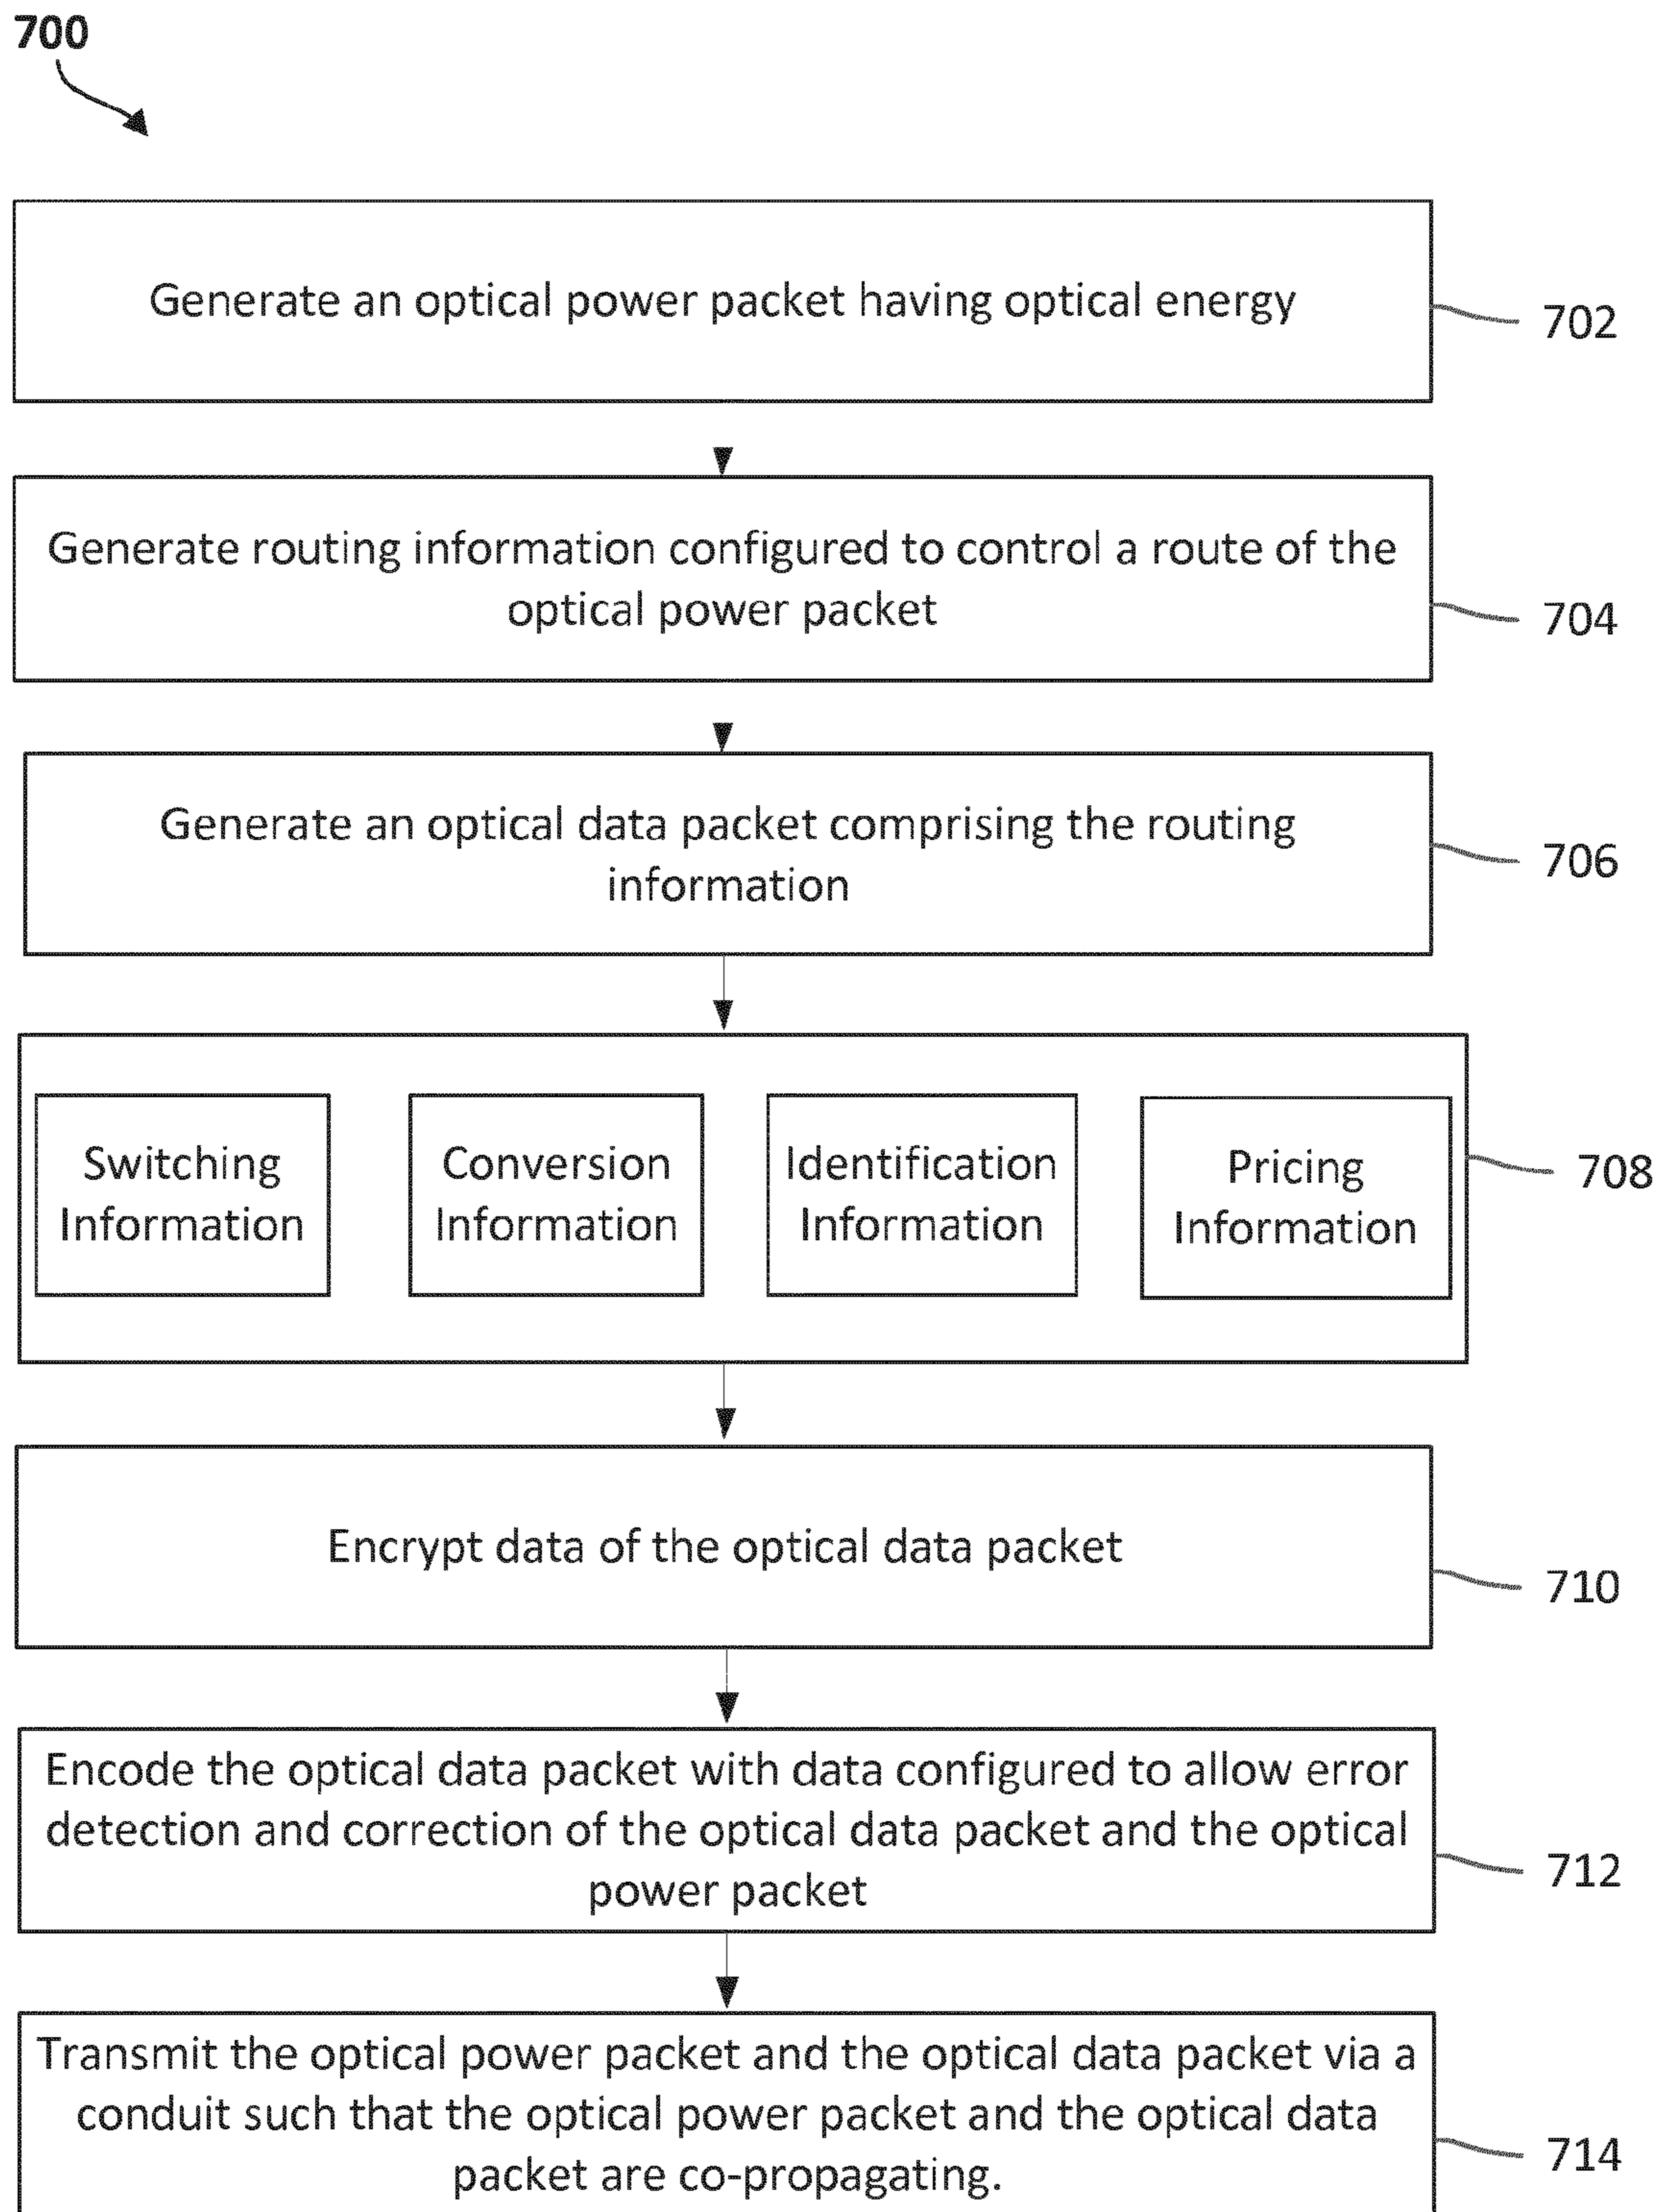 700
Generate an optical power packet having optical energy
702
Generate routing information configured to control a route of the
optical power packet
704
Generate an optical data packet comprising the routing
information
706
Switching
Information
Conversion
Information
Identification
Information
Pricing
Information
708
Encrypt data of the optical data packet
710
Encode the optical data packet with data configured to allow error
detection and correction of the optical data packet and the optical
power packet
712
Transmit the optical power packet and the optical data packet via a
conduit such that the optical power packet and the optical data
packet are co-propagating.
714